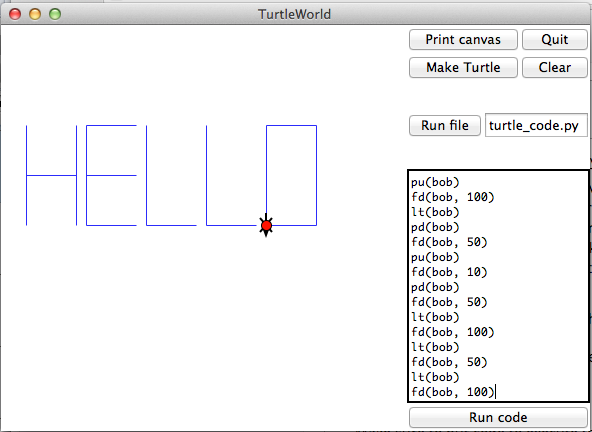 TurtleWorld
Print canvas
Quit
Make Turtle
Clear
Run file
turtle_code.py
HELLO
pu(bob)
fd(bob, 100)
lt(bob)
pd(bob)
fd(bob, 50)
pu(bob)
fd(bob, 10)
pd(bob)
fd(bob, 50)
lt(bob)
fd(bob, 100)
lt(bob)
fd(bob, 50)
lt(bob)
fd(bob, 100)
Run code